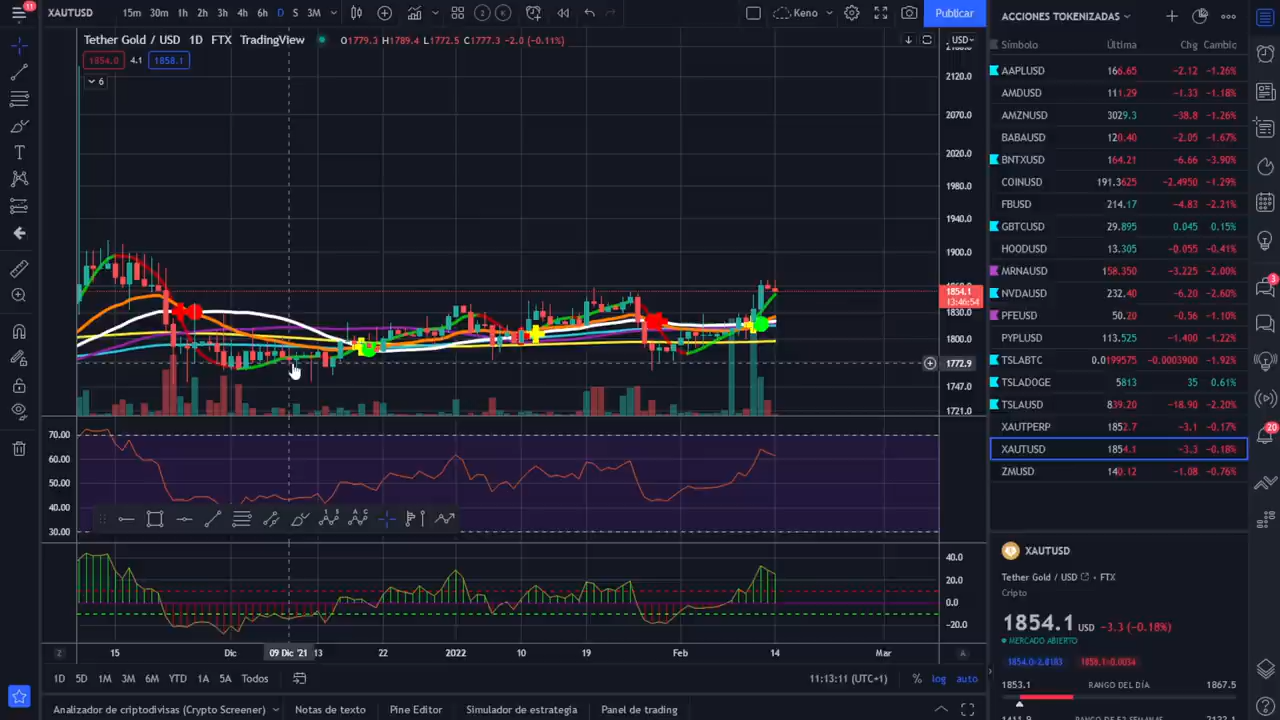 11
XAUTUSD 15m 30m 1h 2h 3h 4h 6h D S 3M 2 K Keno Publicar
Tether Gold / USD 1D FTX TradingView O1779.3 H1789.4 L1772.5 C1777.3 −2.0 (−0.11%) USD
1854.0 4.1 1858.1
6
2120.0
2070.0
2020.0
1980.0
1940.0
1900.0
1854.1
13:46:54
1830.0
1800.0
1772.9
1747.0
1721.0
70.00
60.00
50.00
40.00
30.00
40.0
20.0
0.0
−20.0
Z 15 Dic 09 Dic '21 13 22 2022 10 19 Feb 14 Mar A
1D 5D 1M 3M 6M YTD 1A 5A Todos 11:13:11 (UTC+1) % log auto
Analizador de criptodivisas (Crypto Screener) Notas de texto Pine Editor Simulador de estrategia Panel de trading
ACCIONES TOKENIZADAS
Símbolo Última Chg Cambic
AAPLUSD 166.65 −2.12 −1.26%
AMDUSD 111.29 −1.33 −1.18%
AMZNUSD 3029.3 −38.8 −1.26%
BABAUSD 120.40 −2.05 −1.67%
BNTXUSD 164.21 −6.66 −3.90%
COINUSD 191.3625 −2.4950 −1.29%
FBUSD 214.17 −4.83 −2.21%
GBTCUSD 29.895 0.045 0.15%
HOODUSD 13.305 −0.055 −0.41%
MRNAUSD 158.350 −3.225 −2.00%
NVDAUSD 232.40 −6.20 −2.60%
PFEUSD 50.20 −0.56 −1.10%
PYPLUSD 113.525 −1.400 −1.22%
TSLABTC 0.0199575 −0.0003900 −1.92%
TSLADOGE 5813 35 0.61%
TSLAUSD 839.20 −18.90 −2.20%
XAUTPERP 1852.7 −3.1 −0.17%
XAUTUSD 1854.1 −3.3 −0.18%
ZMUSD 140.12 −1.08 −0.76%
XAUTUSD
Tether Gold / USD • FTX
Cripto
1854.1 USD −3.3 (−0.18%)
MERCADO ABIERTO
1853.1 RANGO DEL DÍA 1867.5
3
20